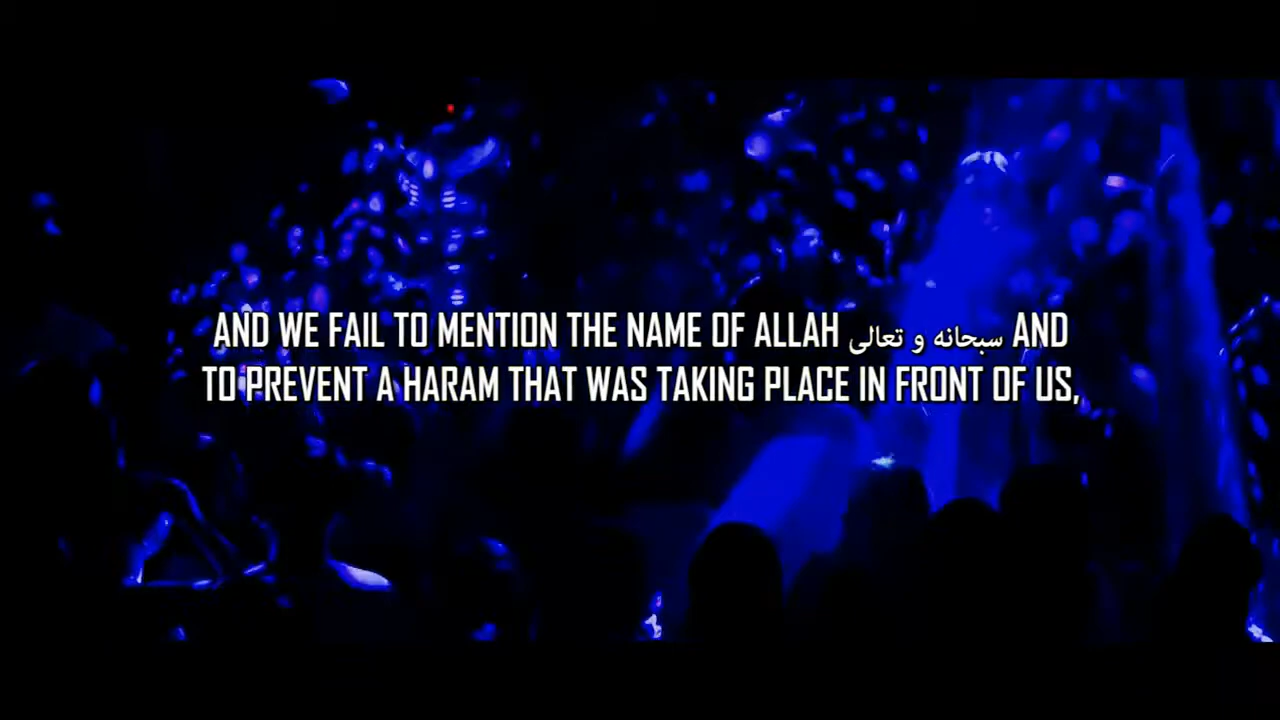 AND WE FAIL TO MENTION THE NAME OF ALLAH سبحانه و تعالى AND
TO PREVENT A HARAM THAT WAS TAKING PLACE IN FRONT OF US,